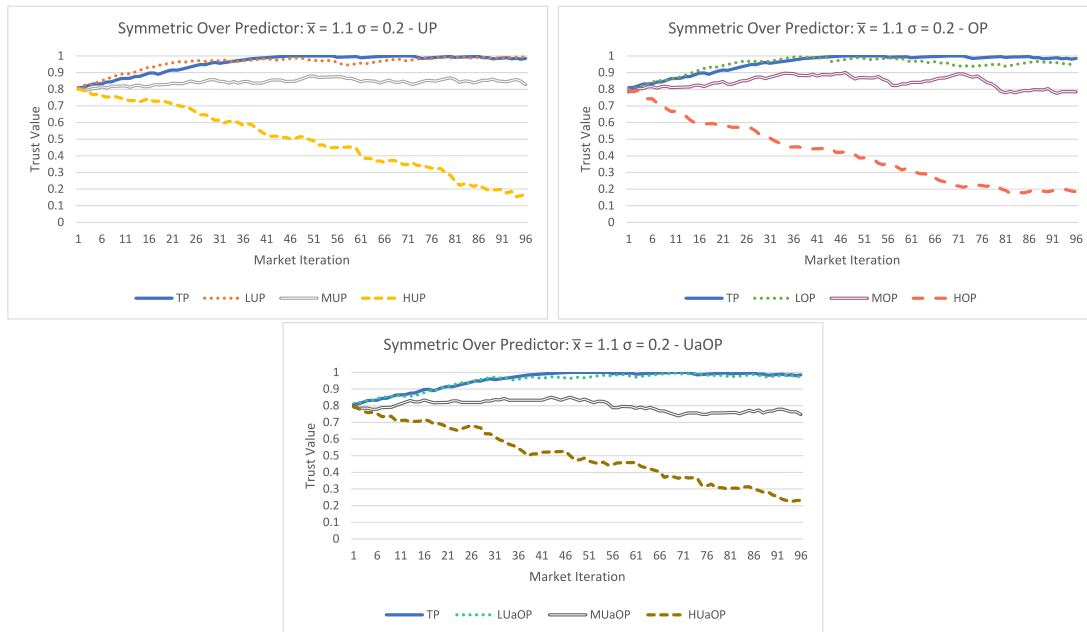 Symmetric Over Predictor: x̅ = 1.1 σ = 0.2 - UP
Trust Value
1
0.9
0.8
0.7
0.6
0.5
0.4
0.3
0.2
0.1
0
1 6 11 16 21 26 31 36 41 46 51 56 61 66 71 76 81 86 91 96
Market Iteration
TP LUP MUP HUP
Symmetric Over Predictor: x̅ = 1.1 σ = 0.2 - OP
Trust Value
1
0.9
0.8
0.7
0.6
0.5
0.4
0.3
0.2
0.1
0
1 6 11 16 21 26 31 36 41 46 51 56 61 66 71 76 81 86 91 96
Market Iteration
TP LOP MOP HOP
Symmetric Over Predictor: x̅ = 1.1 σ = 0.2 - UaOP
Trust Value
1
0.9
0.8
0.7
0.6
0.5
0.4
0.3
0.2
0.1
0
1 6 11 16 21 26 31 36 41 46 51 56 61 66 71 76 81 86 91 96
Market Iteration
TP LUaOP MUaOP HUaOP